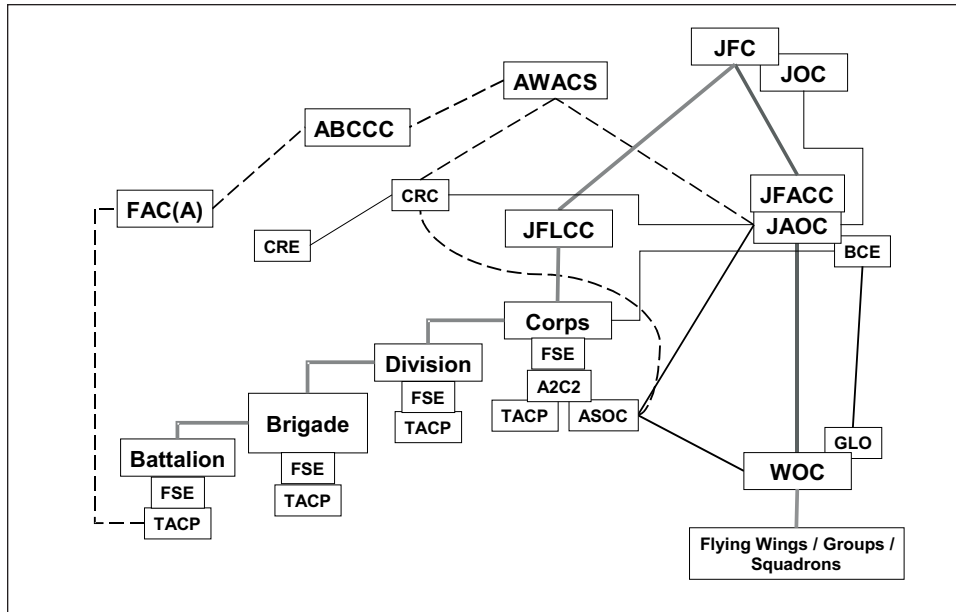 JFC
JOC
AWACS
ABCCC
JFACC
CRC
FAC(A)
JFLCC
JAOC
CRE
BCE
Corps
FSE
Division
A2C2
FSE
TACP
ASOC
Brigade
TACP
GLO
Battalion
FSE
WOC
FSE
TACP
TACP
Flying Wings / Groups /
Squadrons